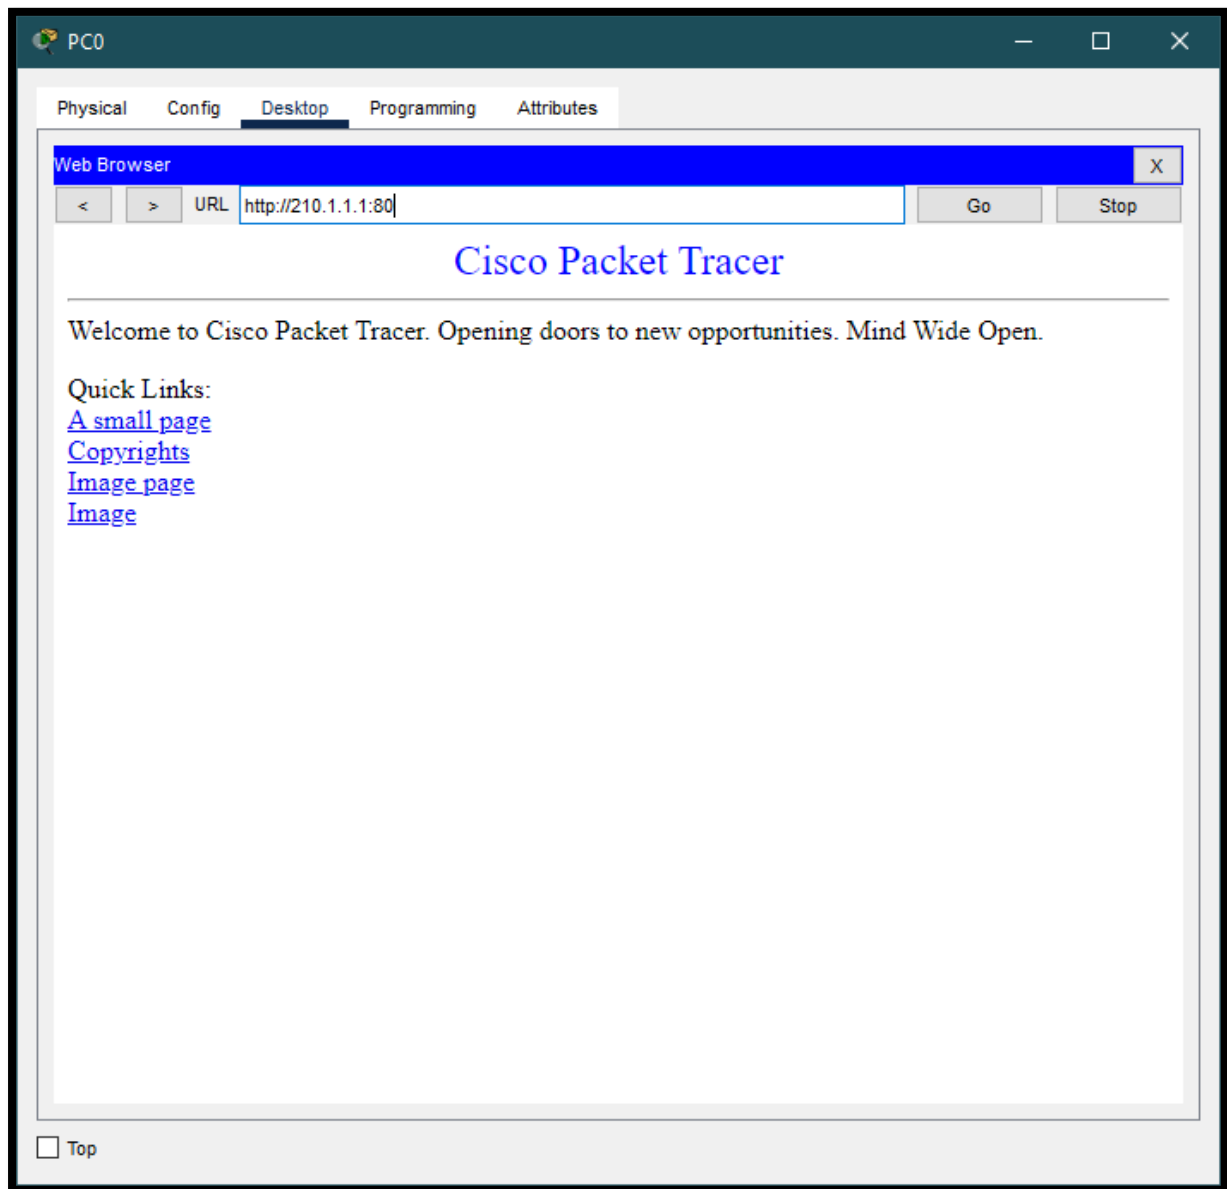 PC0
Physical Config Desktop Programming Attributes
Web Browser X
< > URL http://210.1.1.1:80 Go Stop
Cisco Packet Tracer
Welcome to Cisco Packet Tracer. Opening doors to new opportunities. Mind Wide Open.
Quick Links:
A small page
Copyrights
Image page
Image
Top